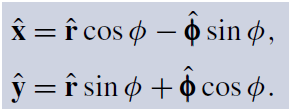 x̂ = r̂ cos ϕ − ϕ̂ sin ϕ,
ŷ = r̂ sin ϕ + ϕ̂ cos ϕ.